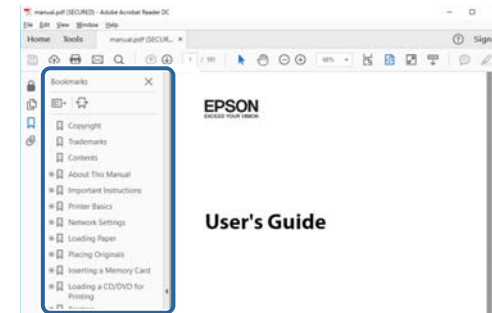 manual.pdf (SECURED) - Adobe Acrobat Reader DC
File Edit View Window Help
Home Tools manual.pdf (SECUR... ×
Sign
Bookmarks
Copyright
Trademarks
Contents
About This Manual
Important Instructions
Printer Basics
Network Settings
Loading Paper
Placing Originals
Inserting a Memory Card
Loading a CD/DVD for
Printing
EPSON
EXCEED YOUR VISION
User's Guide